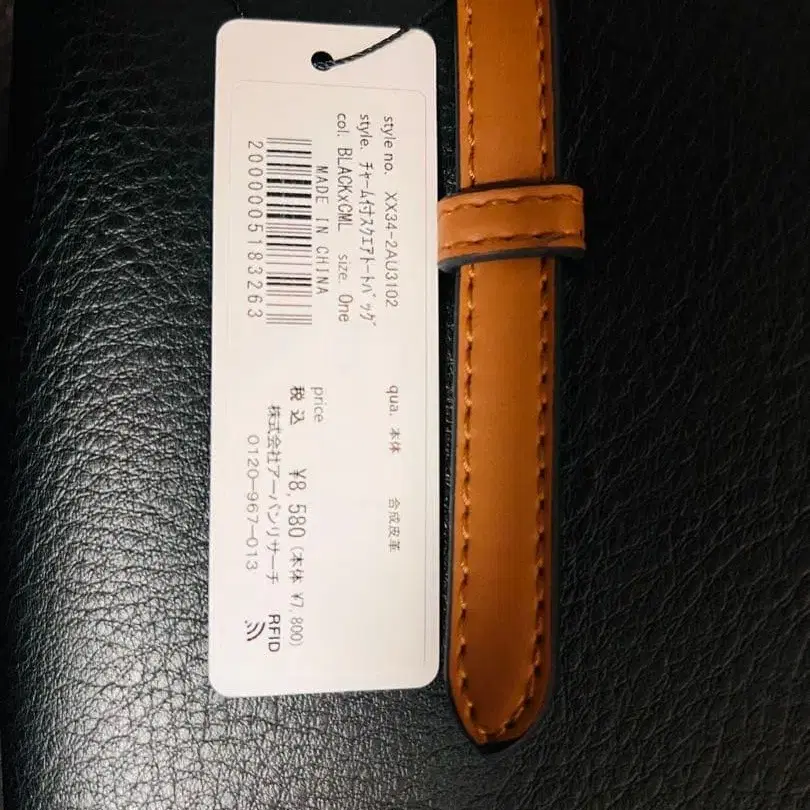 style no. XX34-2AU3102
style. チャーム付スクエアトートバッグ
col. BLACKxCML size. One
MADE IN CHINA
2000005183263
qua. 本体 合成皮革
price
税込 ¥8,580 (本体 ¥7,800)
株式会社アーバンリサーチ
0120-967-013
RFID